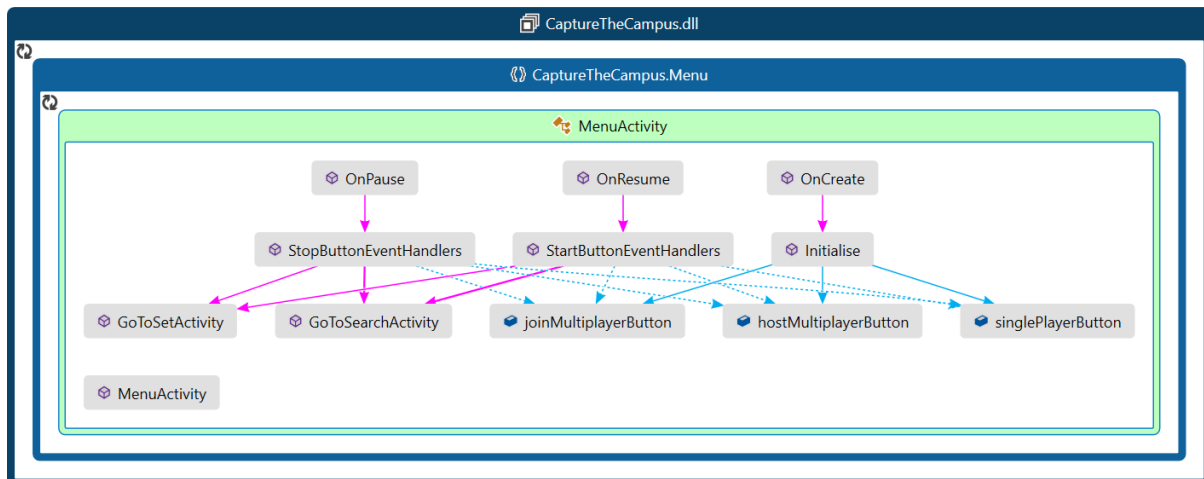 CaptureTheCampus.dll
CaptureTheCampus.Menu
MenuActivity
OnPause
OnResume
OnCreate
StopButtonEventHandlers
StartButtonEventHandlers
Initialise
GoToSetActivity
GoToSearchActivity
joinMultiplayerButton
hostMultiplayerButton
singlePlayerButton
MenuActivity